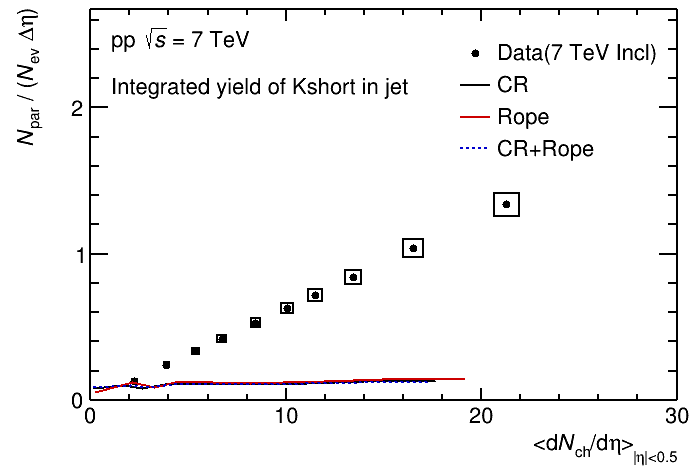 N_par / (N_ev Δη)
pp √s = 7 TeV
Integrated yield of Kshort in jet
Data(7 TeV Incl)
CR
Rope
CR+Rope
2
1
0
0 10 20 30
<dN_ch/dη>_|η|<0.5